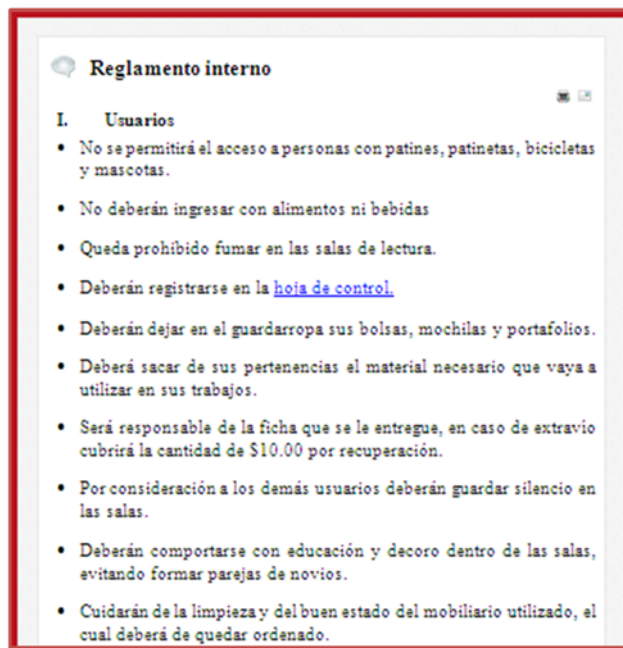 Reglamento interno
I. Usuarios
• No se permitirá el acceso a personas con patines, patinetas, bicicletas
y mascotas.
• No deberán ingresar con alimentos ni bebidas
• Queda prohibido fumar en las salas de lectura.
• Deberán registrarse en la hoja de control.
• Deberán dejar en el guardarropa sus bolsas, mochilas y portafolios.
• Deberá sacar de sus pertenencias el material necesario que vaya a
utilizar en sus trabajos.
• Será responsable de la ficha que se le entregue, en caso de extravío
cubrirá la cantidad de $10.00 por recuperación.
• Por consideración a los demás usuarios deberán guardar silencio en
las salas.
• Deberán comportarse con educación y decoro dentro de las salas,
evitando formar parejas de novios.
• Cuidarán de la limpieza y del buen estado del mobiliario utilizado, el
cual deberá de quedar ordenado.